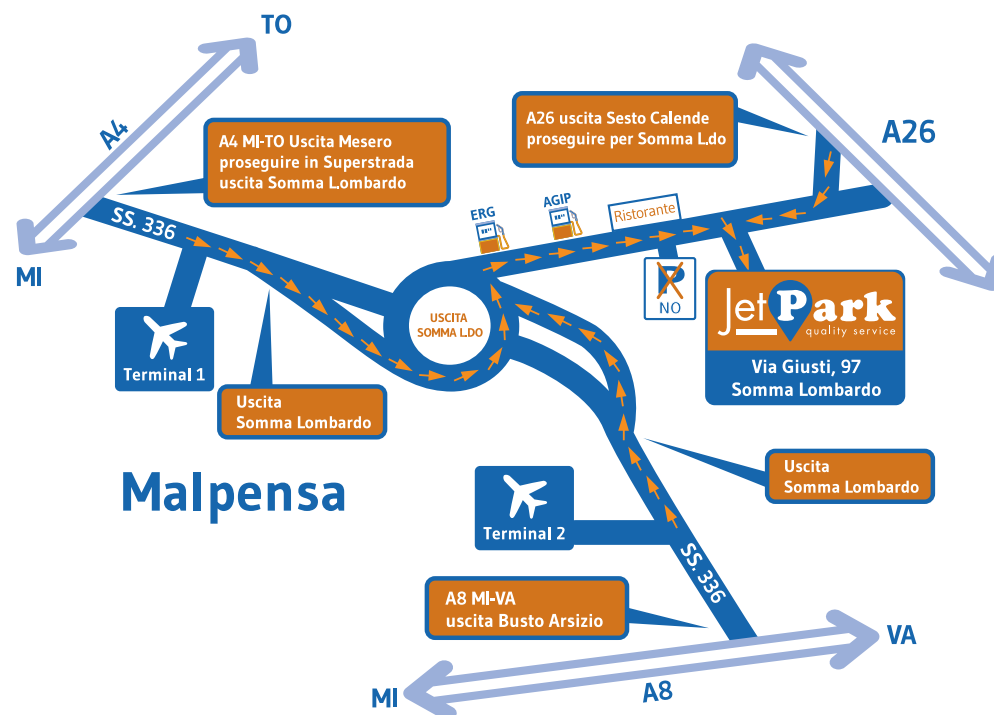 TO
A4
MI
A4 MI-TO Uscita Mesero
proseguire in Superstrada
uscita Somma Lombardo
SS. 336
Terminal 1
Uscita
Somma Lombardo
USCITA
SOMMA L.DO
ERG
AGIP
Ristorante
P
NO
A26 uscita Sesto Calende
proseguire per Somma L.do
A26
Jet Park
quality service
Via Giusti, 97
Somma Lombardo
Malpensa
Terminal 2
Uscita
Somma Lombardo
SS. 336
A8 MI-VA
uscita Busto Arsizio
MI
A8
VA